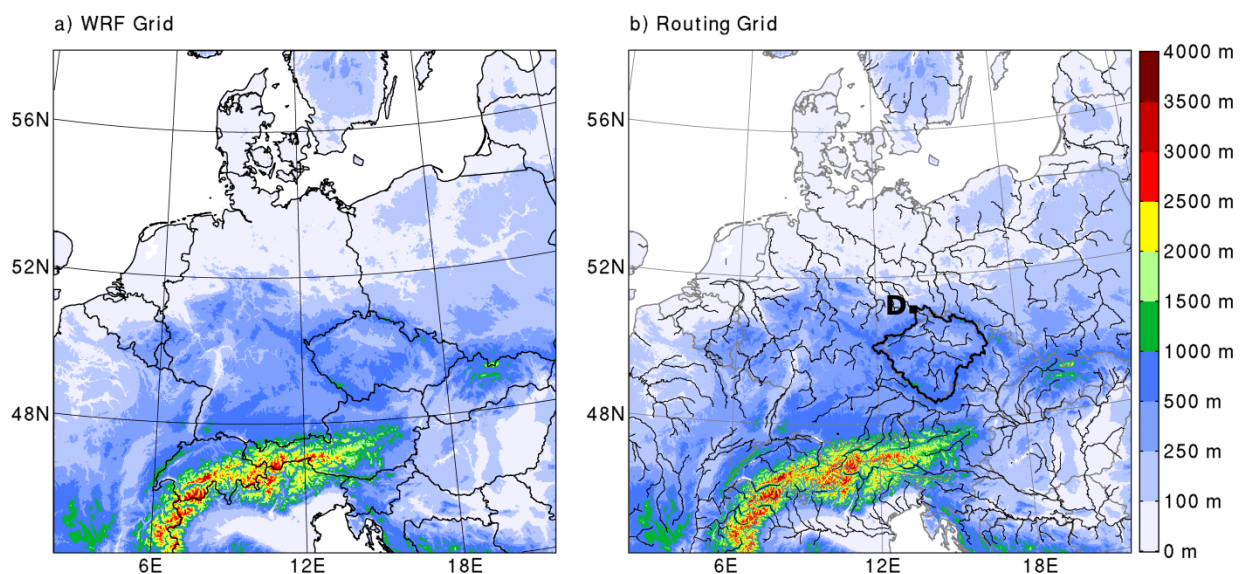 a) WRF Grid
b) Routing Grid
56N
52N
48N
6E
12E
18E
56N
52N
48N
6E
12E
18E
D
4000 m
3500 m
3000 m
2500 m
2000 m
1500 m
1000 m
500 m
250 m
100 m
0 m